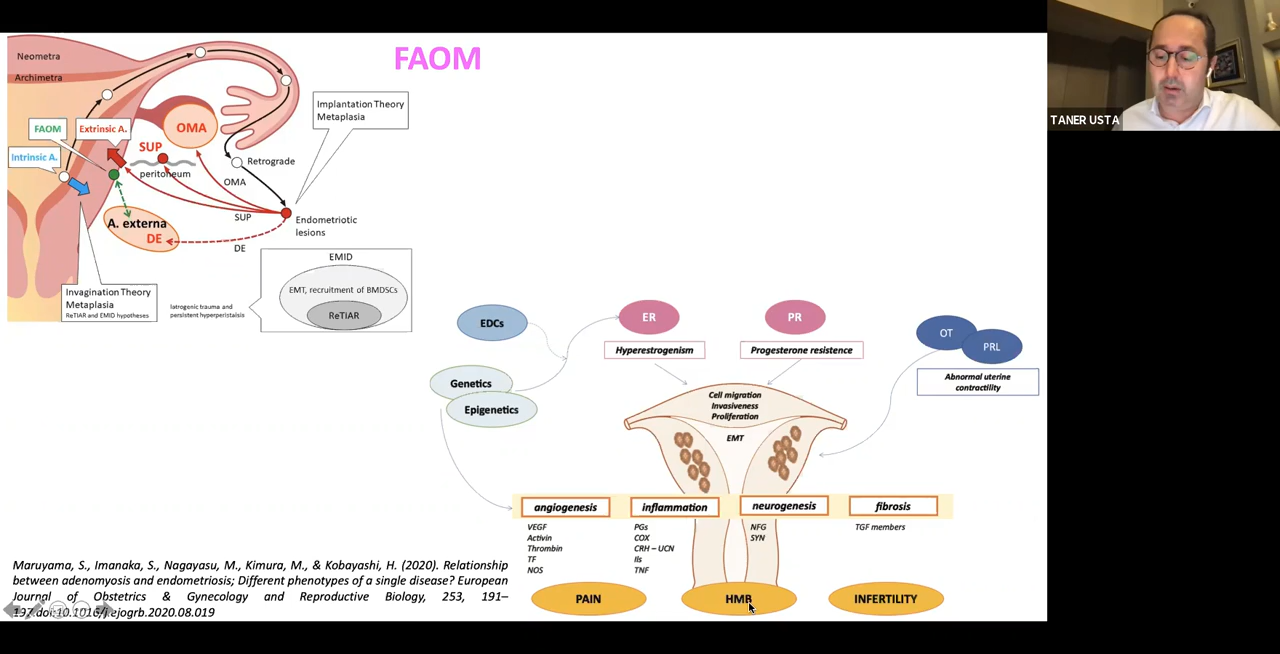 FAOM
Neometra
Archimetra
FAOM
Extrinsic A.
Intrinsic A.
OMA
SUP
peritoneum
Retrograde
OMA
SUP
DE
A. externa
DE
Implantation Theory
Metaplasia
Endometriotic
lesions
Invagination Theory
Metaplasia
ReTIAR and EMID hypotheses
Iatrogenic trauma and
persistent hyperperistalsis
EMID
EMT, recruitment of BMDSCs
ReTIAR
TANER USTA
EDCs
ER
PR
OT
PRL
Hyperestrogenism
Progesterone resistence
Abnormal uterine
contractility
Genetics
Epigenetics
Cell migration
Invasiveness
Proliferation
EMT
angiogenesis
inflammation
neurogenesis
fibrosis
VEGF
Activin
Thrombin
TF
NOS
PGs
COX
CRH – UCN
Ils
TNF
NFG
SYN
TGF members
PAIN
HMB
INFERTILITY
Maruyama, S., Imanaka, S., Nagayasu, M., Kimura, M., & Kobayashi, H. (2020). Relationship
between adenomyosis and endometriosis; Different phenotypes of a single disease? European
Journal of Obstetrics & Gynecology and Reproductive Biology, 253, 191–
197.doi:10.1016/j.ejogrb.2020.08.019